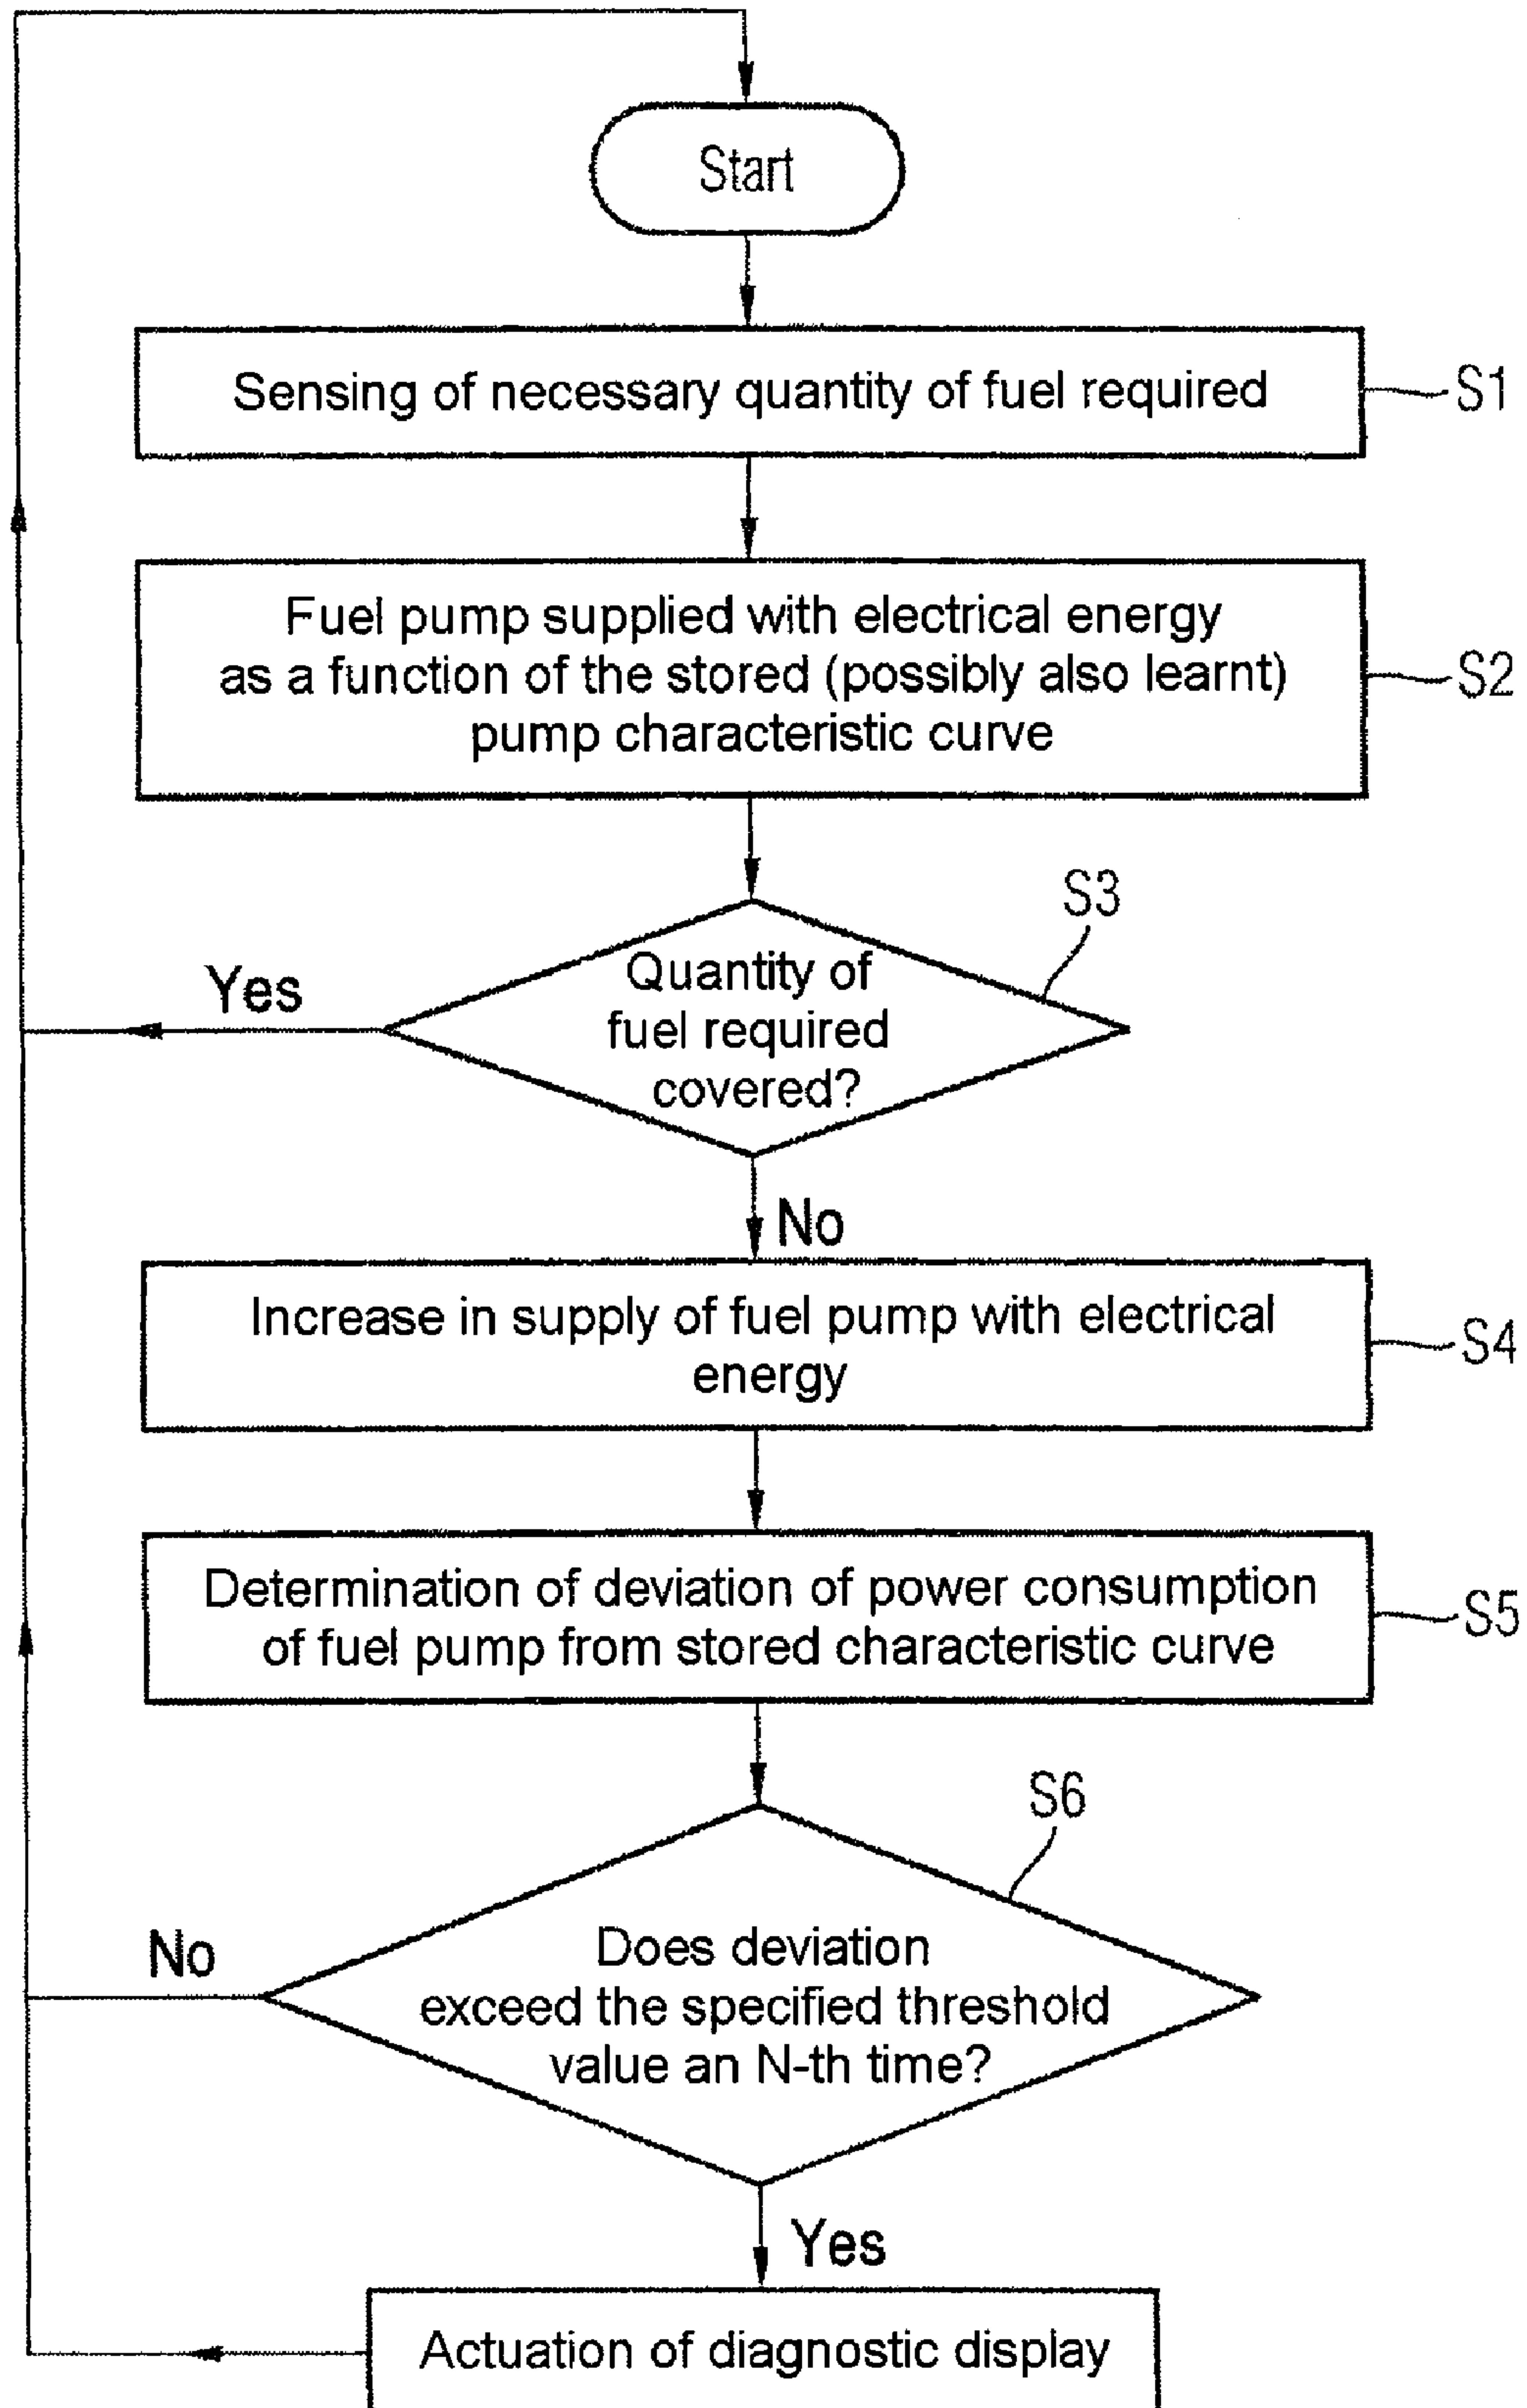 Start
Sensing of necessary quantity of fuel required
S1
Fuel pump supplied with electrical energy
as a function of the stored (possibly also learnt)
pump characteristic curve
S2
S3
Quantity of
fuel required
covered?
Yes
No
Increase in supply of fuel pump with electrical
energy
S4
Determination of deviation of power consumption
of fuel pump from stored characteristic curve
S5
S6
Does deviation
exceed the specified threshold
value an N-th time?
No
Yes
Actuation of diagnostic display